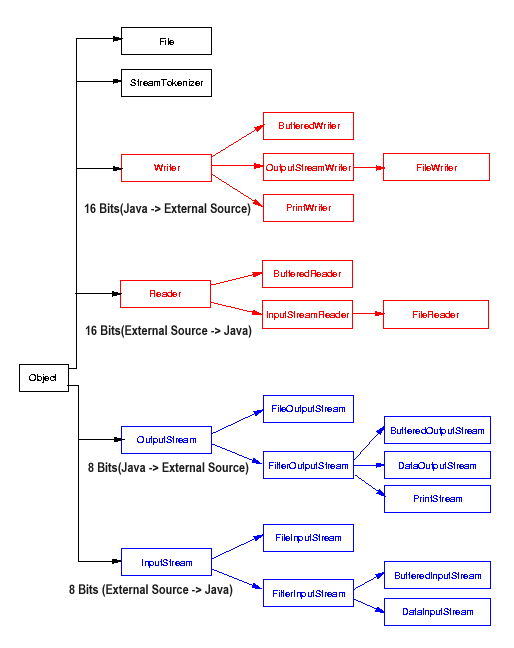 File
StreamTokenizer
BufferedWriter
Writer
OutputStreamWriter
FileWriter
PrintWriter
16 Bits(Java -> External Source)
BufferedReader
Reader
InputStreamReader
FileReader
16 Bits(External Source -> Java)
Object
FileOutputStream
OutputStream
BufferedOutputStream
FilterOutputStream
DataOutputStream
8 Bits(Java -> External Source)
PrintStream
FileInputStream
InputStream
BufferedInputStream
8 Bits (External Source -> Java)
FilterInputStream
DataInputStream